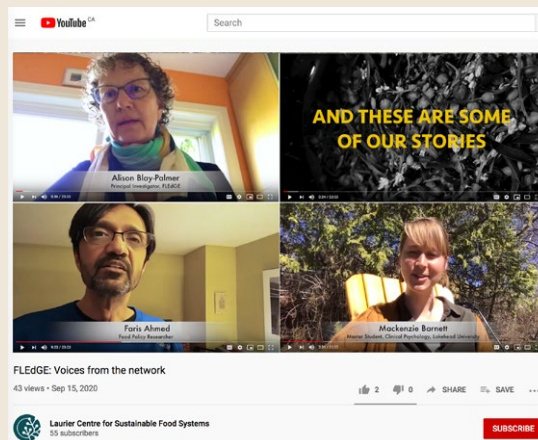 YouTube CA
Search
AND THESE ARE SOME
OF OUR STORIES
Alison Blay-Palmer
Principal Investigator, FLEdGE
Faris Ahmed
Food Policy Researcher
Mackenzie Barnett
Master Student, Clinical Psychology, Lakehead University
FLEdGE: Voices from the network
43 views • Sep 15, 2020
2
0
SHARE
SAVE
Laurier Centre for Sustainable Food Systems
55 subscribers
SUBSCRIBE